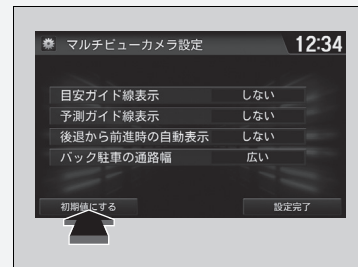 マルチビューカメラ設定 12:34
目安ガイド線表示 しない
予測ガイド線表示 しない
後退から前進時の自動表示 しない
バック駐車の通路幅 広い
初期値にする 設定完了